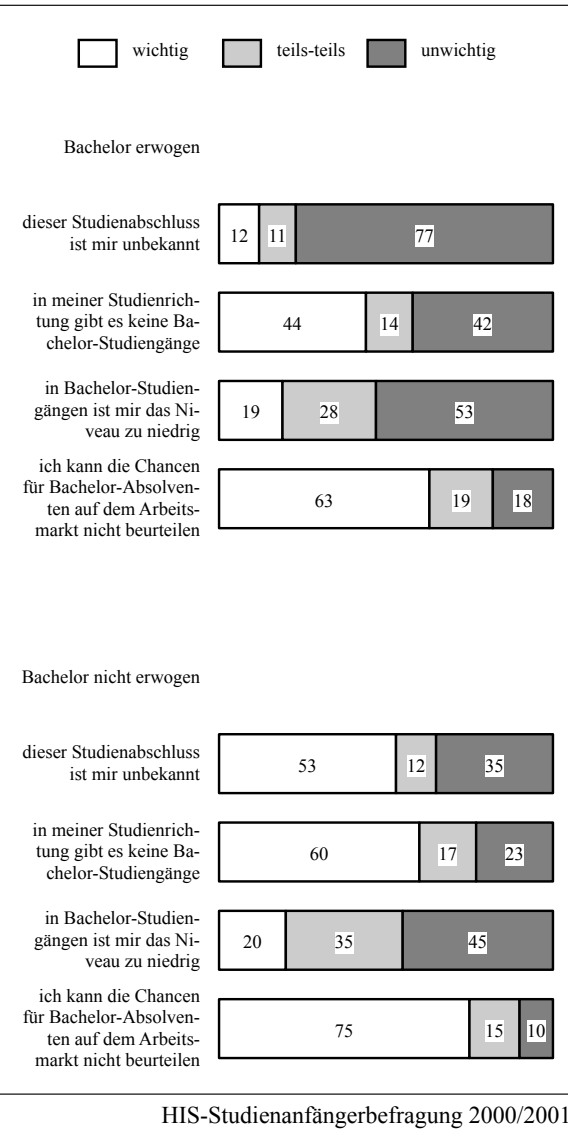 wichtig teils-teils unwichtig
Bachelor erwogen
dieser Studienabschluss
ist mir unbekannt
12 11 77
in meiner Studienrich-
tung gibt es keine Ba-
chelor-Studiengänge
44 14 42
in Bachelor-Studien-
gängen ist mir das Ni-
veau zu niedrig
19 28 53
ich kann die Chancen
für Bachelor-Absolven-
ten auf dem Arbeits-
markt nicht beurteilen
63 19 18
Bachelor nicht erwogen
dieser Studienabschluss
ist mir unbekannt
53 12 35
in meiner Studienrich-
tung gibt es keine Ba-
chelor-Studiengänge
60 17 23
in Bachelor-Studien-
gängen ist mir das Ni-
veau zu niedrig
20 35 45
ich kann die Chancen
für Bachelor-Absolven-
ten auf dem Arbeits-
markt nicht beurteilen
75 15 10
HIS-Studienanfängerbefragung 2000/2001